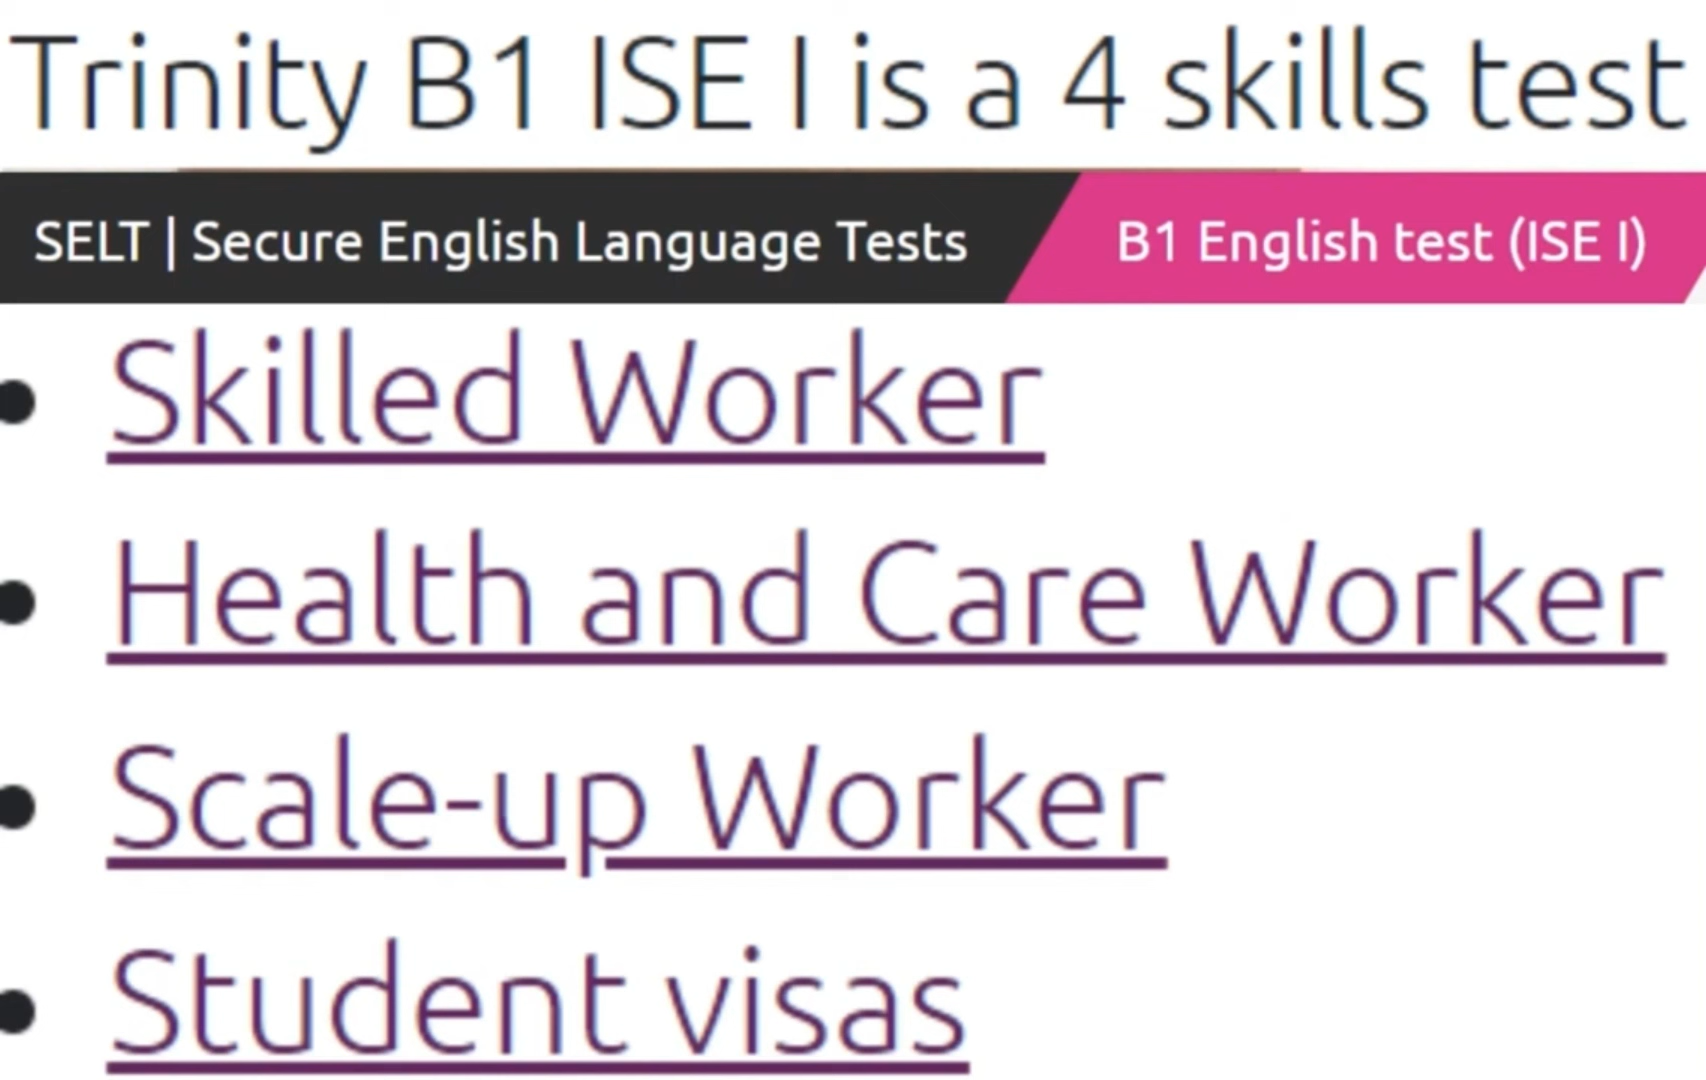 Trinity B1 ISE I is a 4 skills test
SELT | Secure English Language Tests B1 English test (ISE I)
• Skilled Worker
• Health and Care Worker
• Scale-up Worker
• Student visas